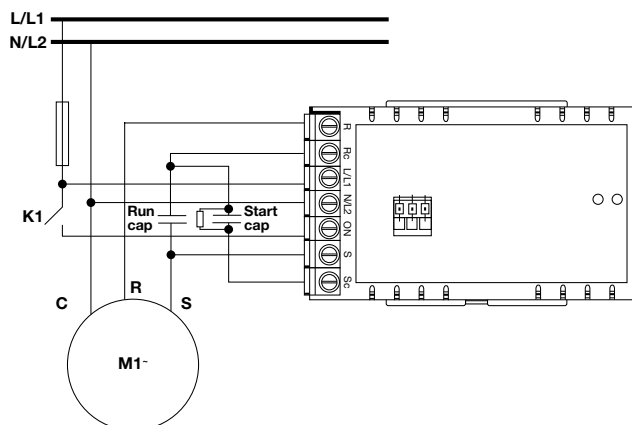 L/L1
N/L2
K1
Run
cap
Start
cap
R
Rc
L/L1
N/L2
ON
S
Sc
C
R
S
M1~